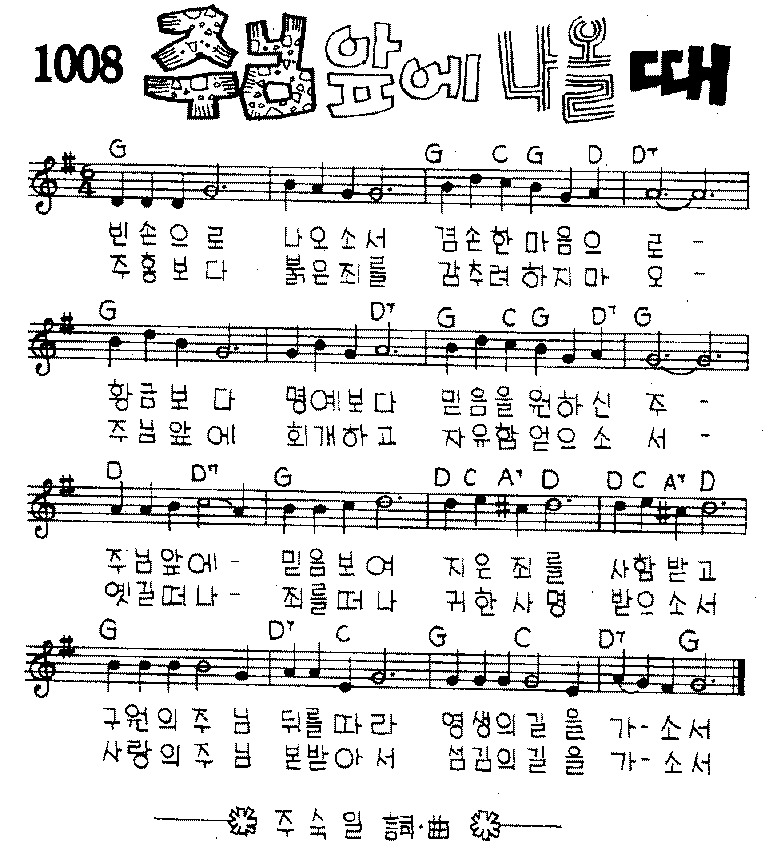 1008 주님 앞에 나올 때
G G C G D D7
6 4
빈손으로 나오소서 겸손한 마음으로 -
주홍보다 붉은죄를 감추려 하지마오 -
G D7 G C G D7 G
황금보다 명예보다 믿음을 원하신 주 -
주님앞에 회개하고 자유함 얻으소서 -
D D7 G D C A7 D D C A7 D
주님앞에 - 믿음보여 지은 죄를 사함받고
옛길떠나 - 죄를떠나 귀한사명 받으소서
G D7 C G C D7 G
구원의 주님 뒤를따라 영생의길을 가-소서
사랑의 주님 본받아서 섬김의길을 가-소서
주숙일 詞·曲